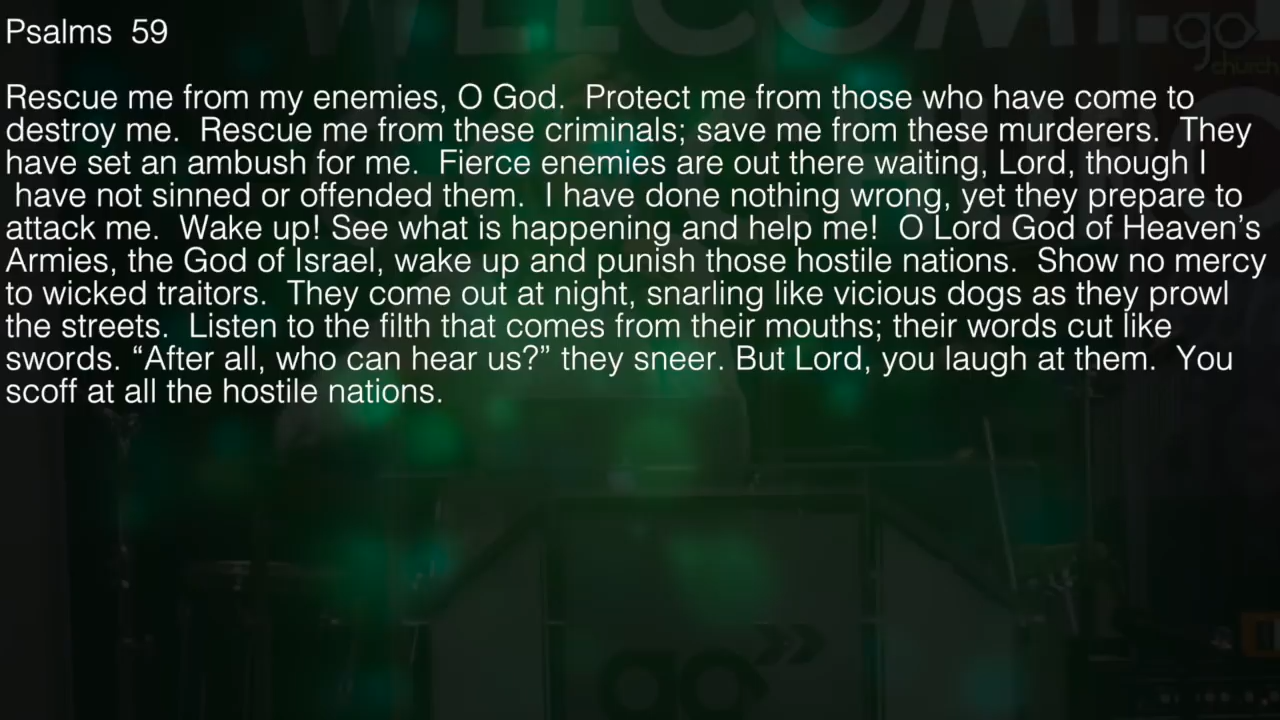 WELCOME.
go
church
Psalms 59
Rescue me from my enemies, O God. Protect me from those who have come to
destroy me. Rescue me from these criminals; save me from these murderers. They
have set an ambush for me. Fierce enemies are out there waiting, Lord, though I
have not sinned or offended them. I have done nothing wrong, yet they prepare to
attack me. Wake up! See what is happening and help me! O Lord God of Heaven’s
Armies, the God of Israel, wake up and punish those hostile nations. Show no mercy
to wicked traitors. They come out at night, snarling like vicious dogs as they prowl
the streets. Listen to the filth that comes from their mouths; their words cut like
swords. “After all, who can hear us?” they sneer. But Lord, you laugh at them. You
scoff at all the hostile nations.
go